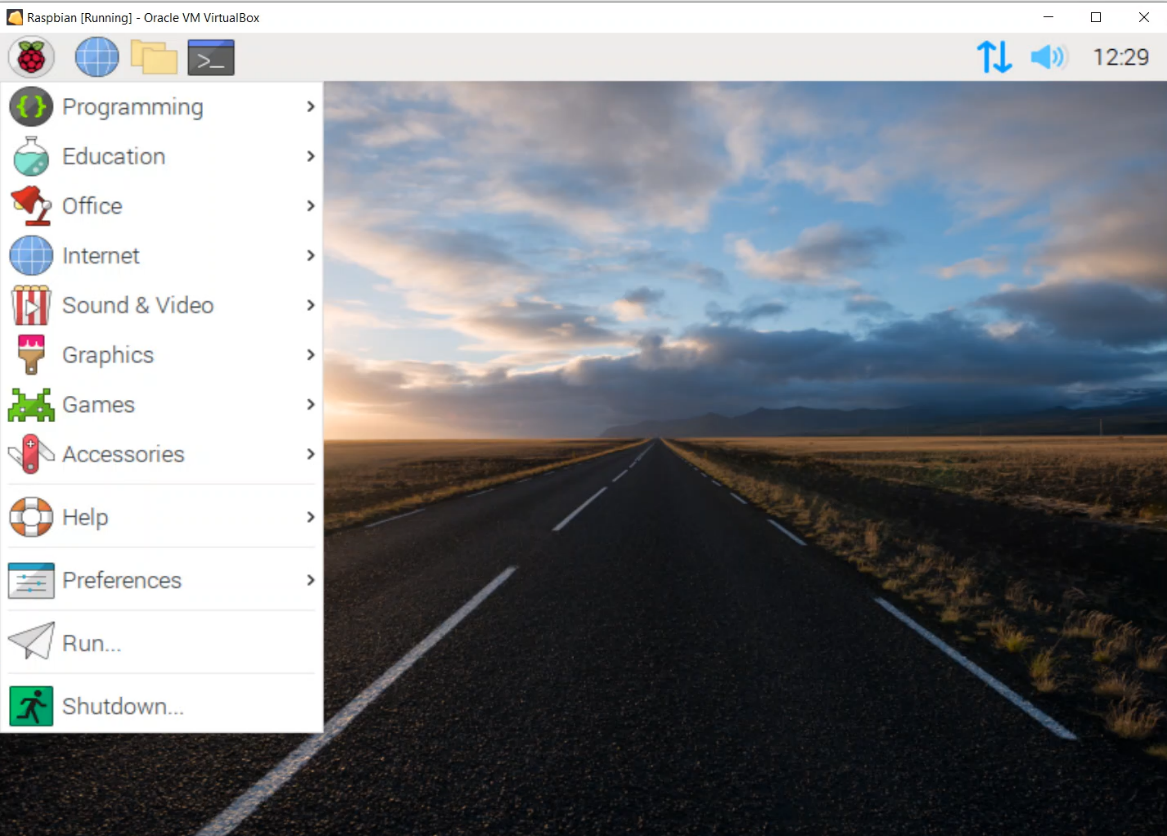 Raspbian [Running] - Oracle VM VirtualBox
>_
12:29
Programming
Education
Office
Internet
Sound & Video
Graphics
Games
Accessories
Help
Preferences
Run...
Shutdown...